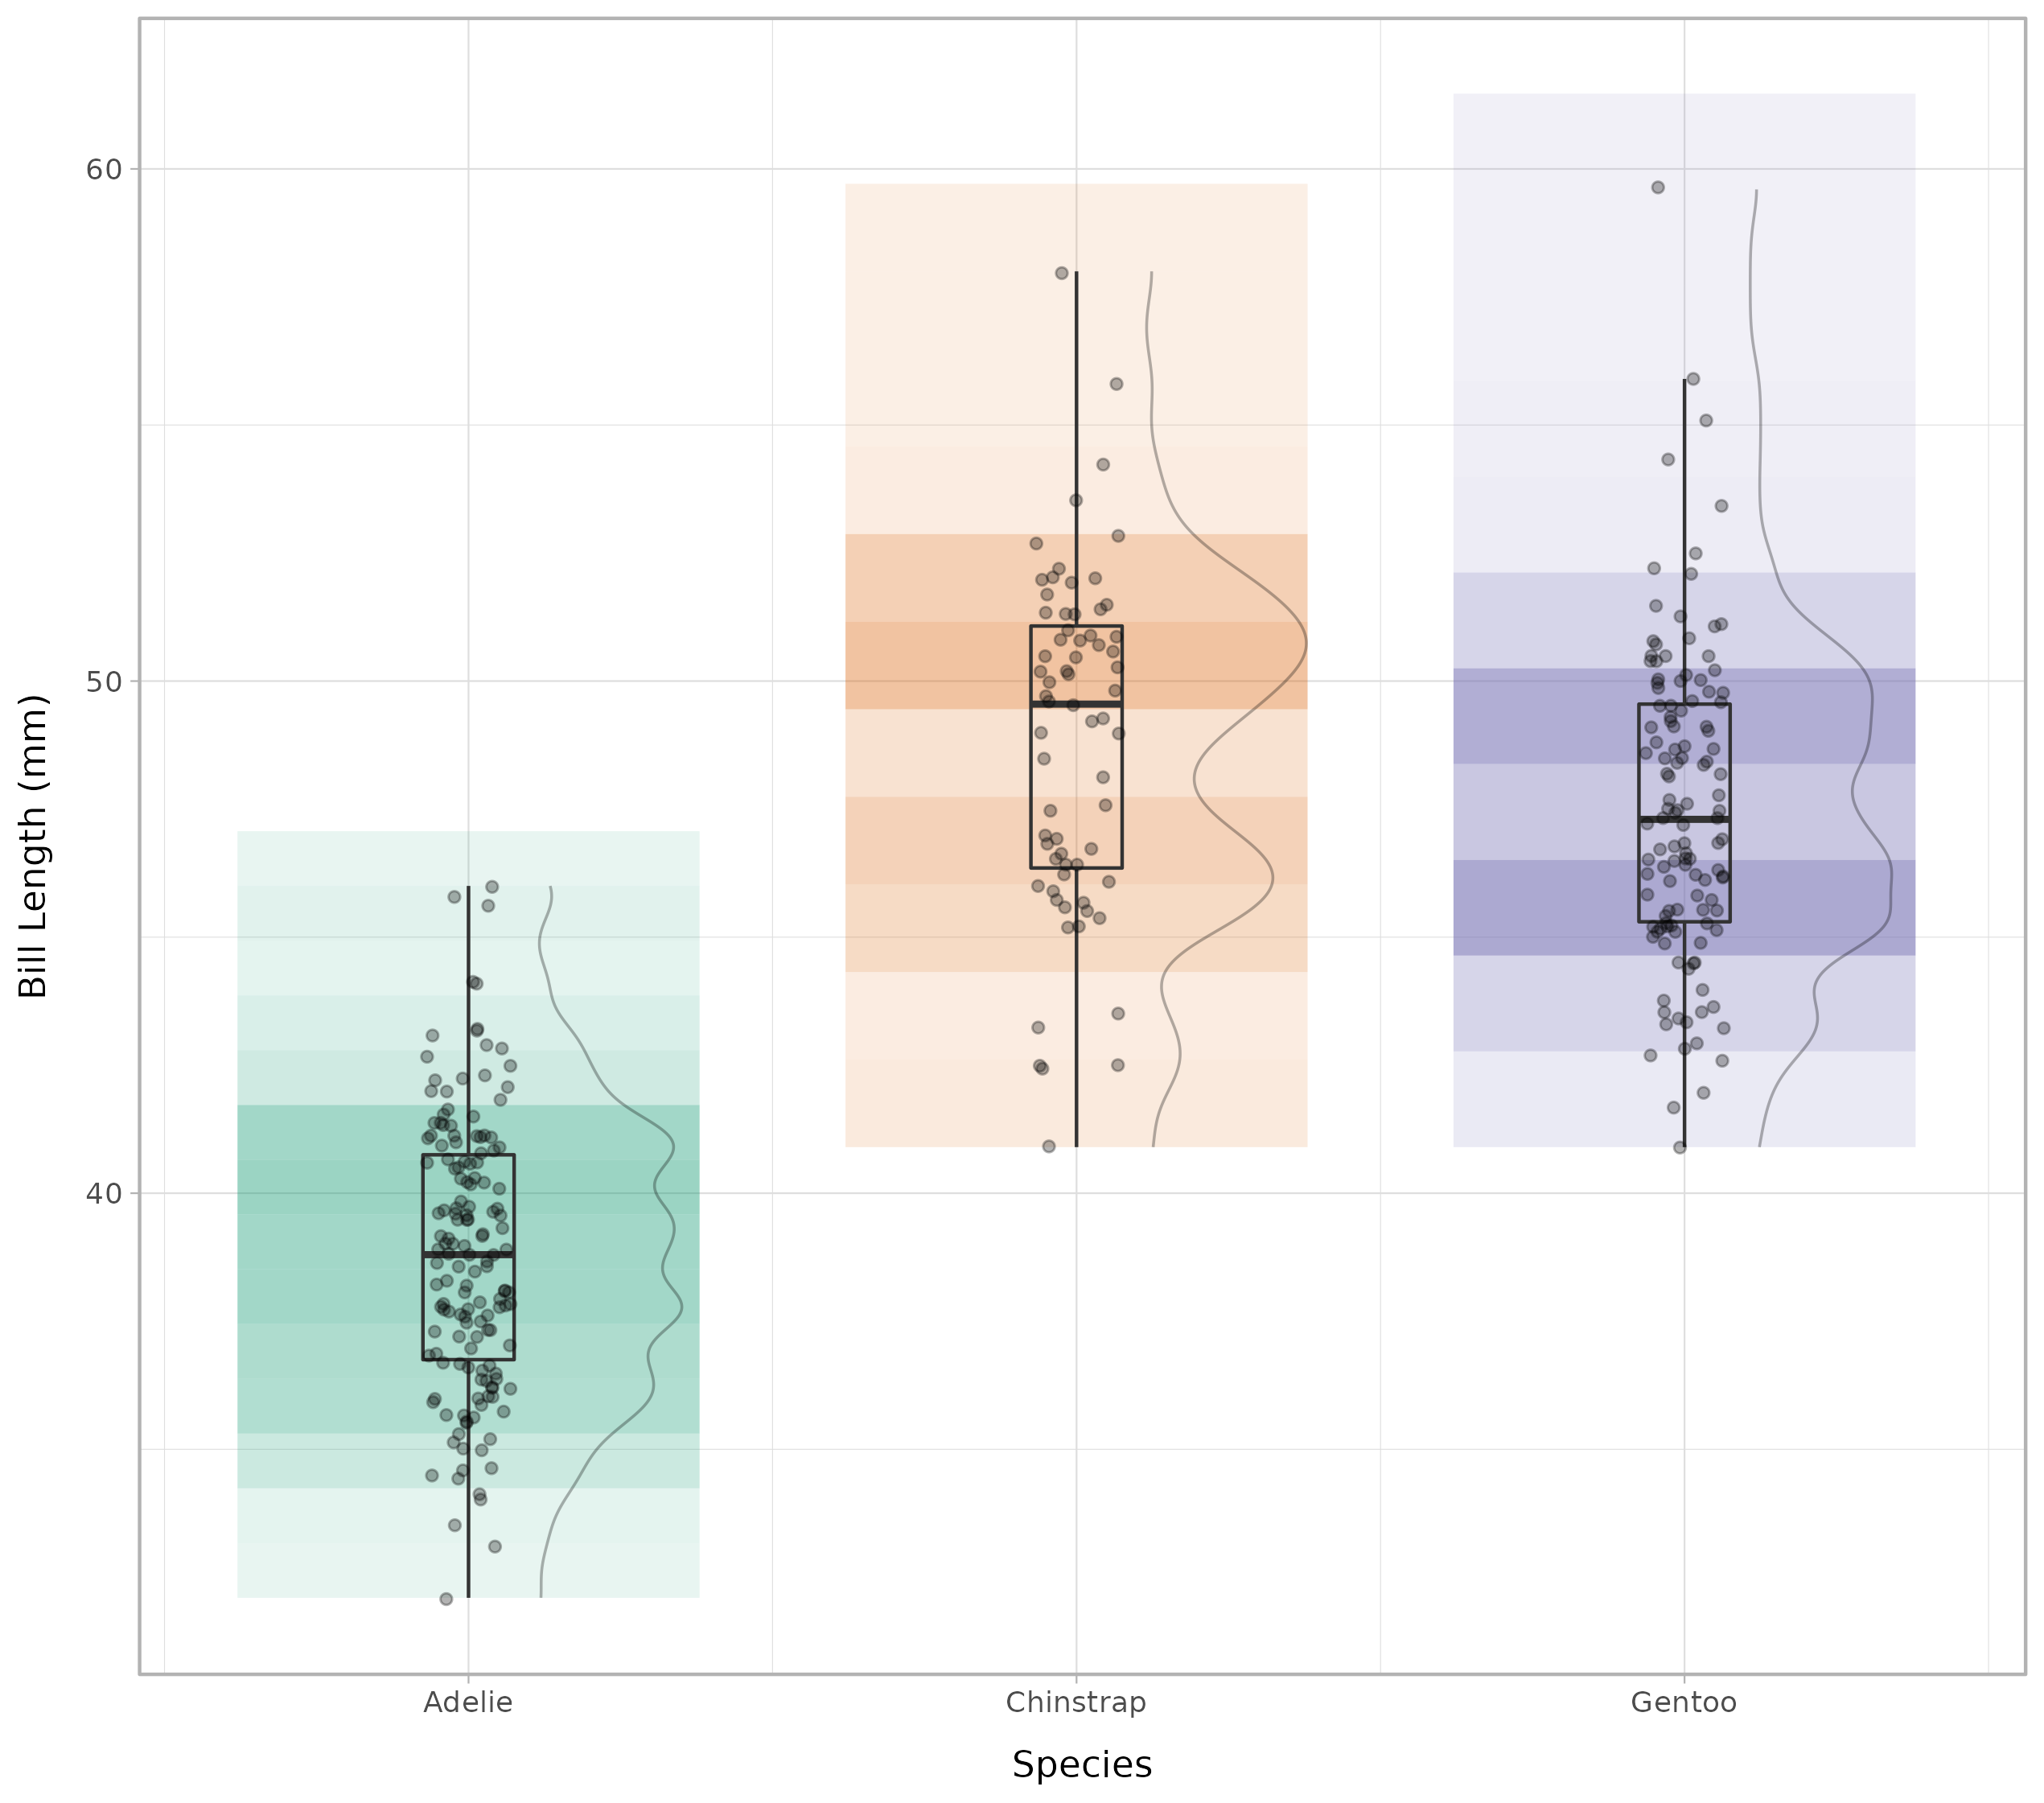 60
50
40
Bill Length (mm)
Adelie
Chinstrap
Gentoo
Species